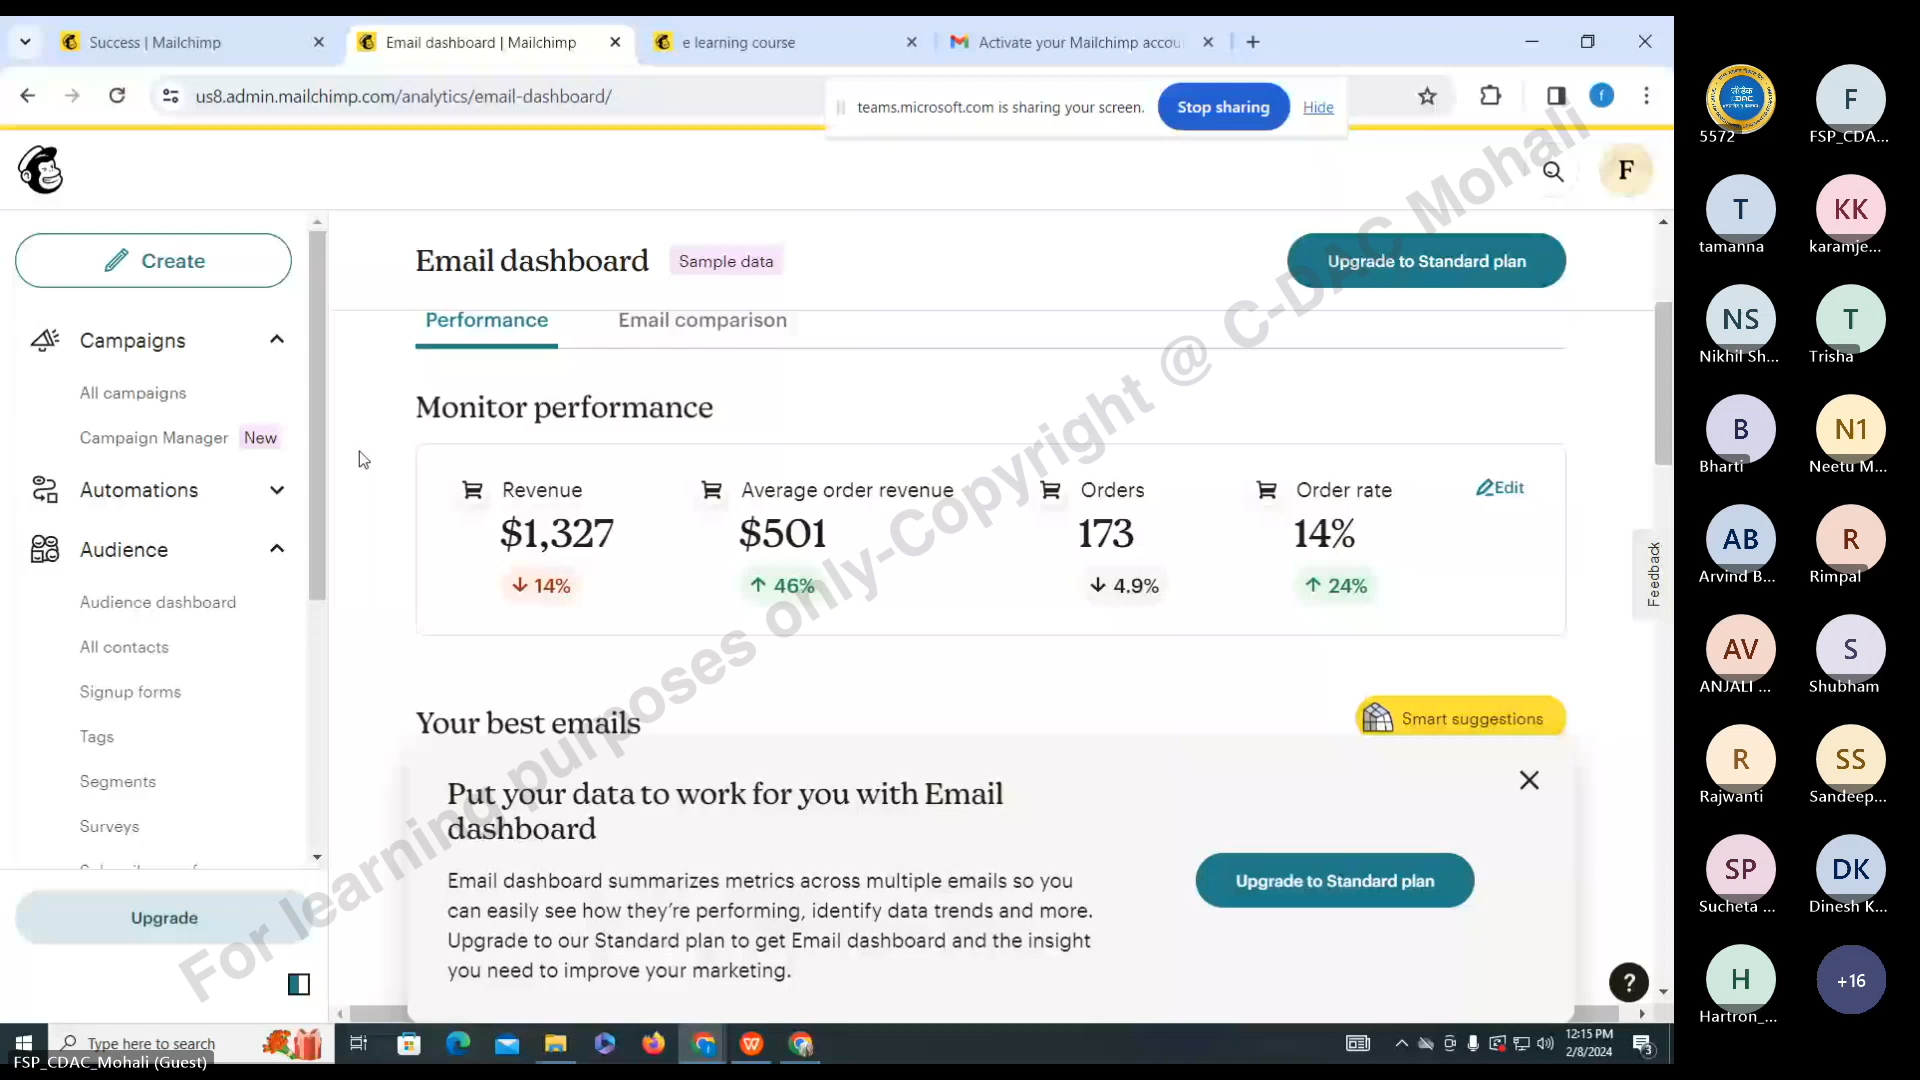 Success | Mailchimp
Email dashboard | Mailchimp
e learning course
Activate your Mailchimp accou
us8.admin.mailchimp.com/analytics/email-dashboard/
teams.microsoft.com is sharing your screen.
Stop sharing
Hide
f
F
Create
Campaigns
All campaigns
Campaign Manager New
Automations
Audience
Audience dashboard
All contacts
Signup forms
Tags
Segments
Surveys
Upgrade
Email dashboard
Sample data
Upgrade to Standard plan
Performance
Email comparison
Monitor performance
Revenue
$1,327
14%
Average order revenue
$501
46%
Orders
173
4.9%
Order rate
14%
24%
Edit
Feedback
Your best emails
Smart suggestions
Put your data to work for you with Email
dashboard
Email dashboard summarizes metrics across multiple emails so you
can easily see how they're performing, identify data trends and more.
Upgrade to our Standard plan to get Email dashboard and the insight
you need to improve your marketing.
Upgrade to Standard plan
?
For learning purposes only-Copyright @ C-DAC Mohali
Type here to search
FSP_CDAC_Mohali (Guest)
12:15 PM
2/8/2024
3
5572
F
FSP_CDA...
T
tamanna
KK
karamje...
NS
Nikhil Sh...
T
Trisha
B
Bharti
N1
Neetu M...
AB
Arvind B...
R
Rimpal
AV
ANJALI ...
S
Shubham
R
Rajwanti
SS
Sandeep...
SP
Sucheta ...
DK
Dinesh K...
H
Hartron_...
+16